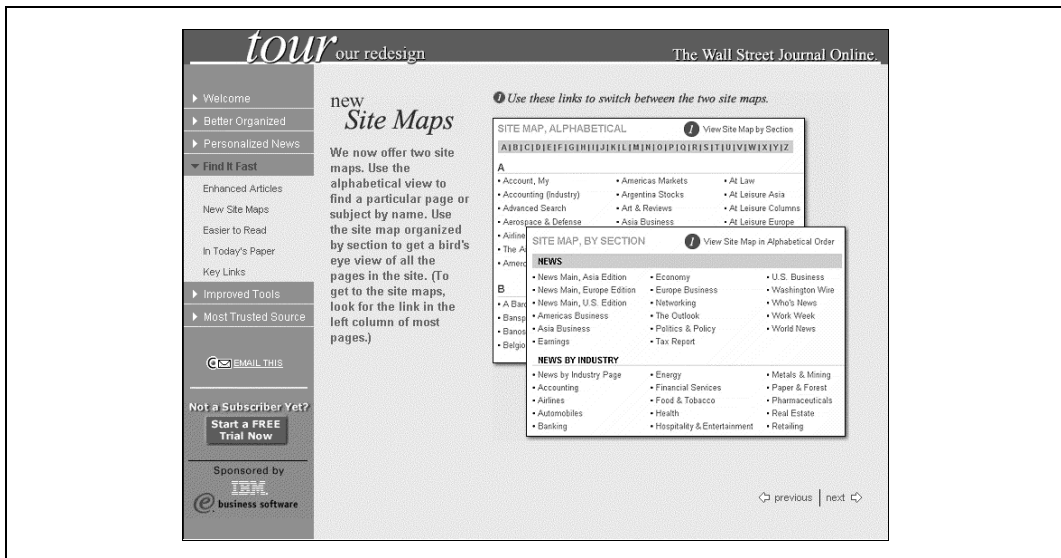 tour our redesign
The Wall Street Journal Online.
Welcome
Better Organized
Personalized News
Find It Fast
Enhanced Articles
New Site Maps
Easier to Read
In Today's Paper
Key Links
Improved Tools
Most Trusted Source
EMAIL THIS
Not a Subscriber Yet?
Start a FREE
Trial Now
Sponsored by
IBM.
e business software
new
Site Maps
We now offer two site
maps. Use the
alphabetical view to
find a particular page or
subject by name. Use
the site map organized
by section to get a bird's
eye view of all the
pages in the site. (To
get to the site maps,
look for the link in the
left column of most
pages.)
1 Use these links to switch between the two site maps.
SITE MAP, ALPHABETICAL 1 View Site Map by Section
A|B|C|D|E|F|G|H|I|J|K|L|M|N|O|P|Q|R|S|T|U|V|W|X|Y|Z
A
• Account, My • Americas Markets • At Law
• Accounting (Industry) • Argentina Stocks • At Leisure Asia
• Advanced Search • Art & Reviews • At Leisure Columns
• Aerospace & Defense • Asia Business • At Leisure Europe
• Airline
• The A
• Americ
B
• A Baro
• Bansp
• Banos
• Belgio
SITE MAP, BY SECTION 1 View Site Map in Alphabetical Order
NEWS
• News Main, Asia Edition • Economy • U.S. Business
• News Main, Europe Edition • Europe Business • Washington Wire
• News Main, U.S. Edition • Networking • Who's News
• Americas Business • The Outlook • Work Week
• Asia Business • Politics & Policy • World News
• Earnings • Tax Report
NEWS BY INDUSTRY
• News by Industry Page • Energy • Metals & Mining
• Accounting • Financial Services • Paper & Forest
• Airlines • Food & Tobacco • Pharmaceuticals
• Automobiles • Health • Real Estate
• Banking • Hospitality & Entertainment • Retailing
previous | next